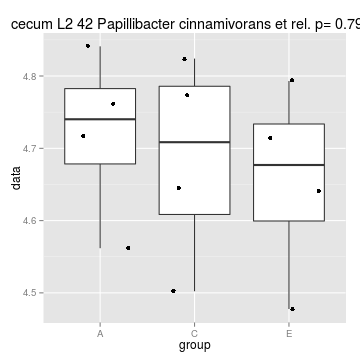 cecum L2 42 Papillibacter cinnamivorans et rel. p= 0.79
4.8
4.7
4.6
4.5
data
A C E
group